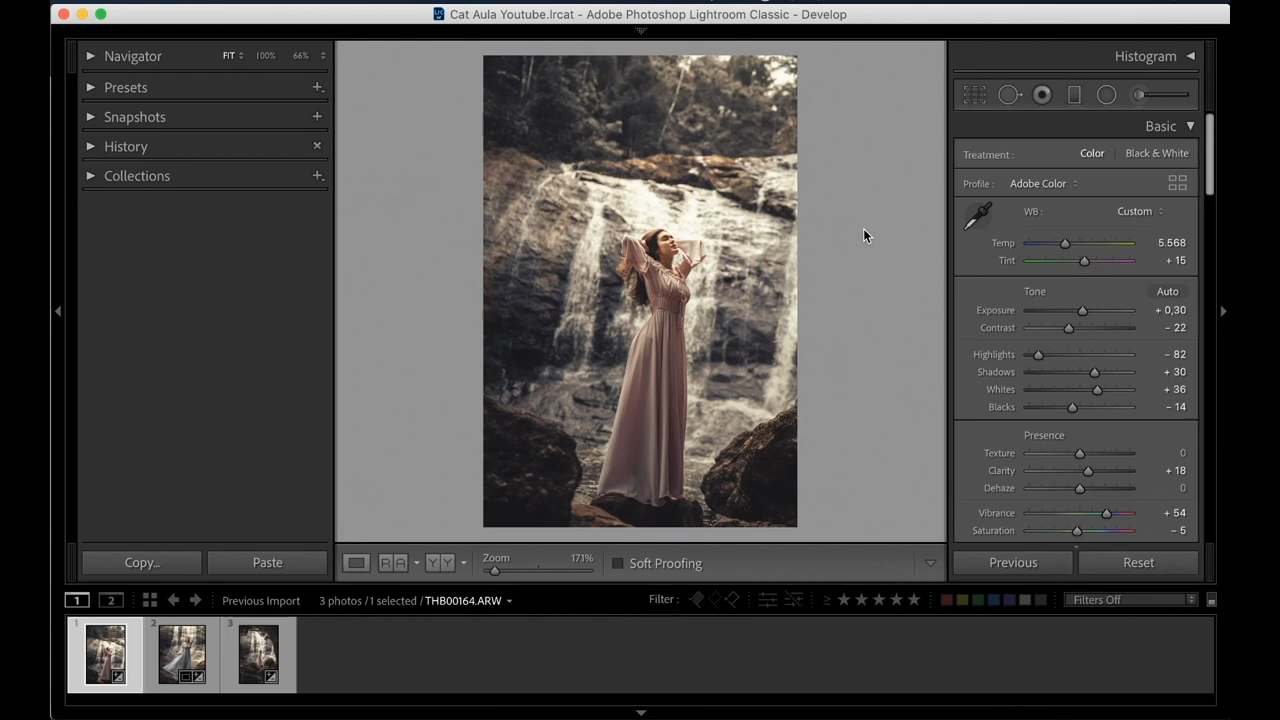 Cat Aula Youtube.lrcat - Adobe Photoshop Lightroom Classic - Develop
Navigator FIT 100% 66%
Presets
Snapshots
History
Collections
Copy...
Paste
Histogram
Basic
Treatment : Color Black & White
Profile : Adobe Color
WB : Custom
Temp 5.568
Tint + 15
Tone Auto
Exposure + 0,30
Contrast − 22
Highlights − 82
Shadows + 30
Whites + 36
Blacks − 14
Presence
Texture 0
Clarity + 18
Dehaze 0
Vibrance + 54
Saturation − 5
Previous
Reset
R A Y Y Zoom 171% Soft Proofing
1 2 Previous Import 3 photos /1 selected / THB00164.ARW Filter : ≥ ★★★★★ Filters Off
1 2 3